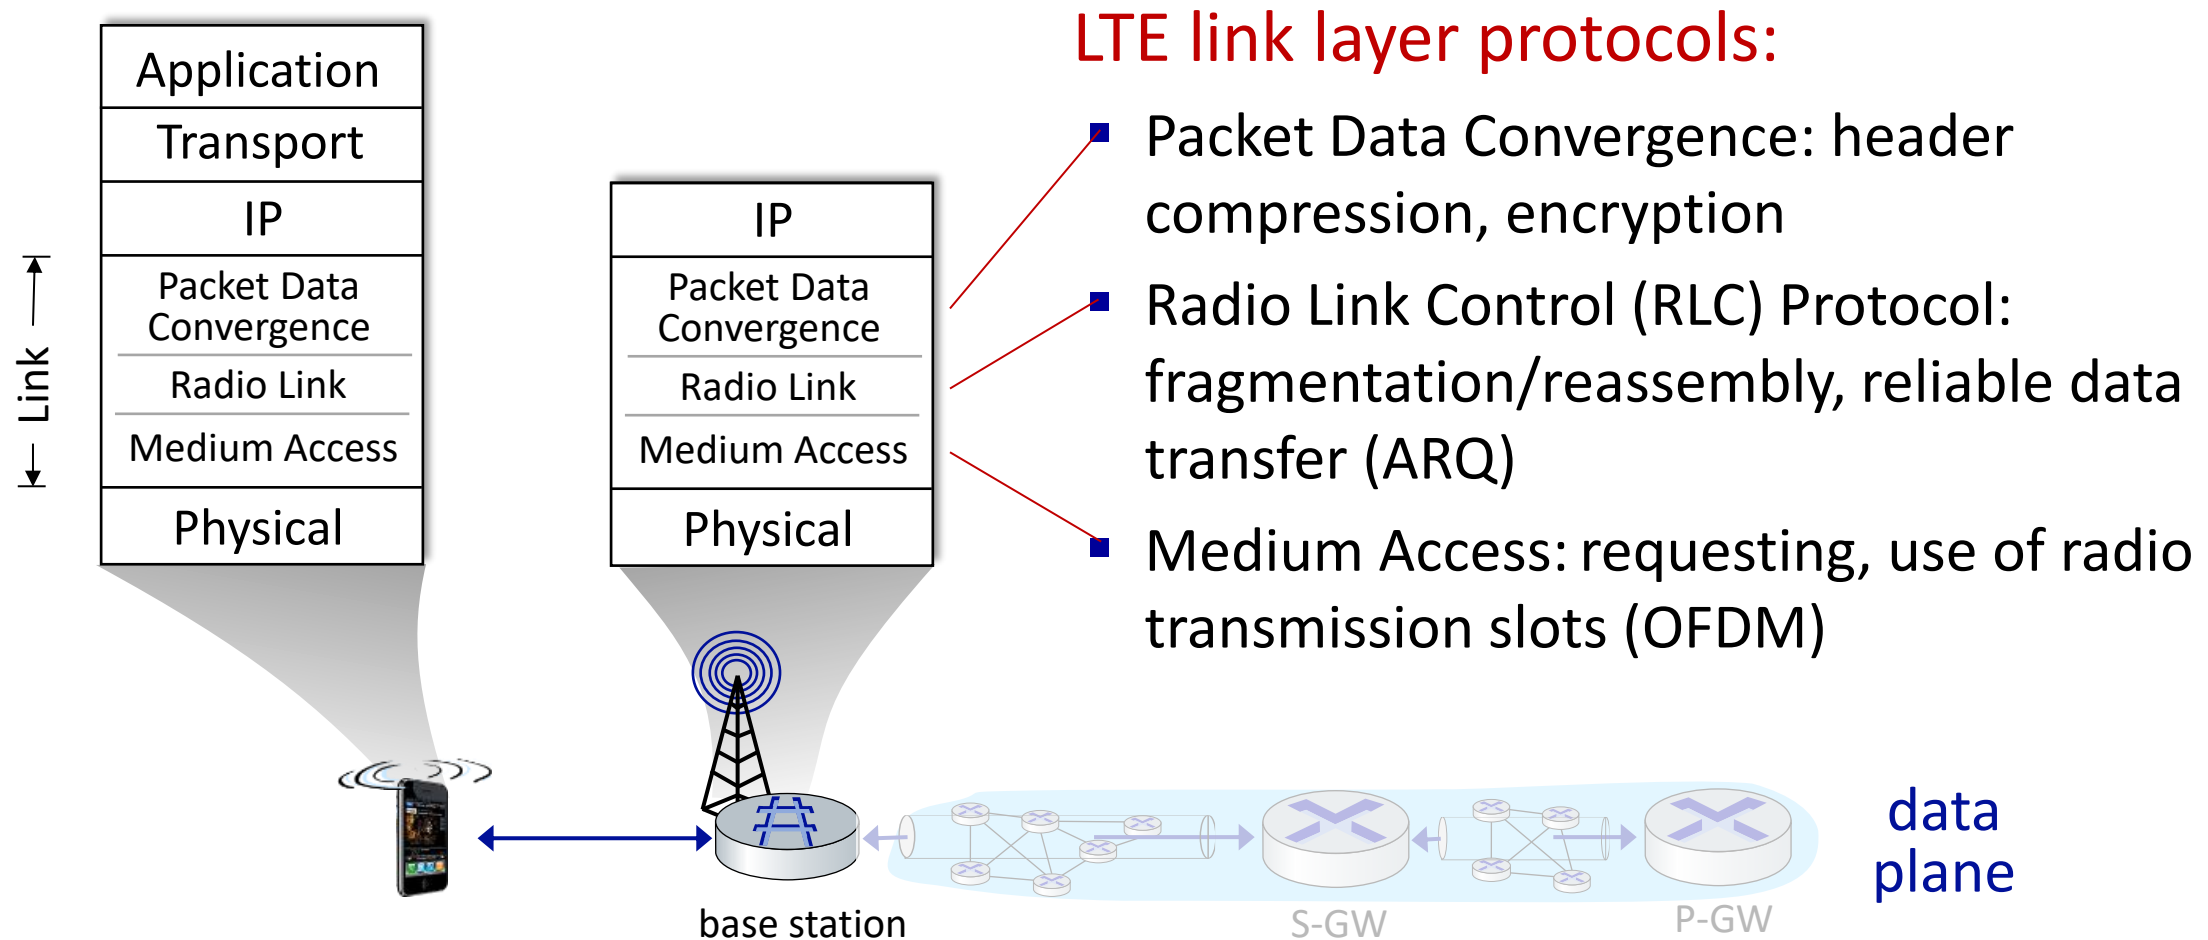 Application
Transport
IP
Packet Data
Convergence
Radio Link
Medium Access
Physical
Link
IP
Packet Data
Convergence
Radio Link
Medium Access
Physical
LTE link layer protocols:
Packet Data Convergence: header
compression, encryption
Radio Link Control (RLC) Protocol:
fragmentation/reassembly, reliable data
transfer (ARQ)
Medium Access: requesting, use of radio
transmission slots (OFDM)
base station
S-GW
P-GW
data
plane